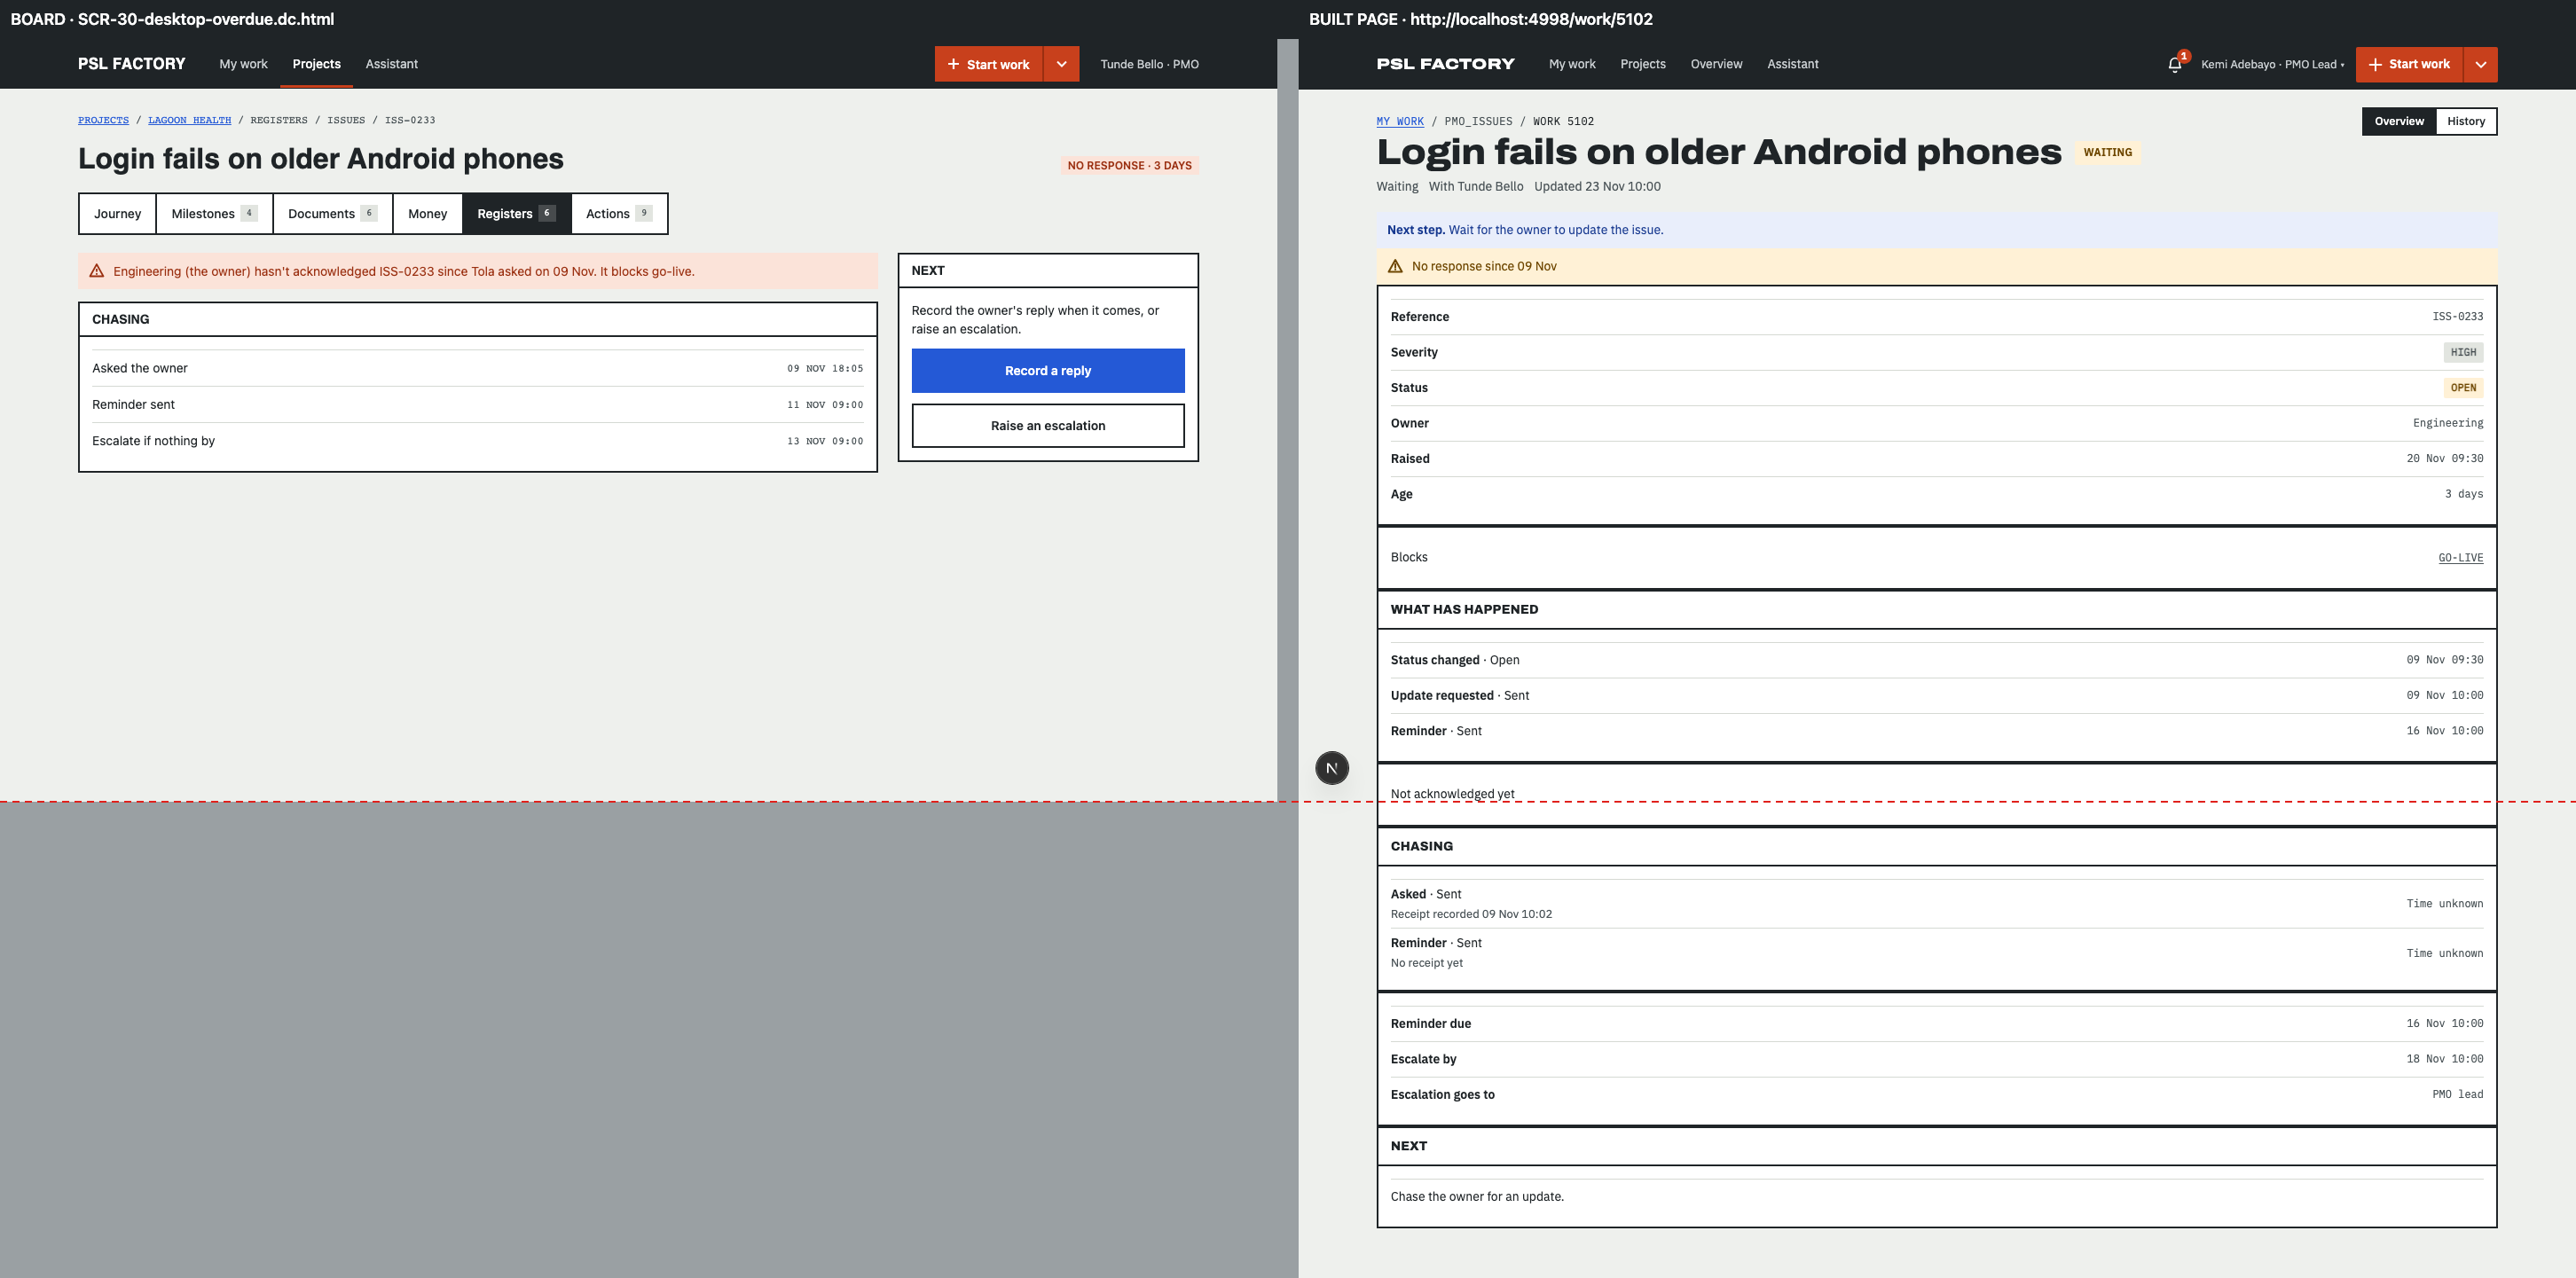 BOARD · SCR-30-desktop-overdue.dc.html
PSL FACTORY
My work
Projects
Assistant
+ Start work
Tunde Bello · PMO
PROJECTS / LAGOON HEALTH / REGISTERS / ISSUES / ISS-0233
Login fails on older Android phones
NO RESPONSE · 3 DAYS
Journey
Milestones 4
Documents 6
Money
Registers 6
Actions 9
Engineering (the owner) hasn't acknowledged ISS-0233 since Tola asked on 09 Nov. It blocks go-live.
CHASING
Asked the owner 09 NOV 18:05
Reminder sent 11 NOV 09:00
Escalate if nothing by 13 NOV 09:00
NEXT
Record the owner's reply when it comes, or
raise an escalation.
Record a reply
Raise an escalation
BUILT PAGE · http://localhost:4998/work/5102
PSL FACTORY
My work
Projects
Overview
Assistant
1
Kemi Adebayo · PMO Lead
+ Start work
MY WORK / PMO_ISSUES / WORK 5102
Overview
History
Login fails on older Android phones
WAITING
Waiting With Tunde Bello Updated 23 Nov 10:00
Next step. Wait for the owner to update the issue.
No response since 09 Nov
Reference ISS-0233
Severity HIGH
Status OPEN
Owner Engineering
Raised 20 Nov 09:30
Age 3 days
Blocks GO-LIVE
WHAT HAS HAPPENED
Status changed · Open 09 Nov 09:30
Update requested · Sent 09 Nov 10:00
Reminder · Sent 16 Nov 10:00
N
Not acknowledged yet
CHASING
Asked · Sent
Receipt recorded 09 Nov 10:02
Time unknown
Reminder · Sent
No receipt yet
Time unknown
Reminder due 16 Nov 10:00
Escalate by 18 Nov 10:00
Escalation goes to PMO lead
NEXT
Chase the owner for an update.